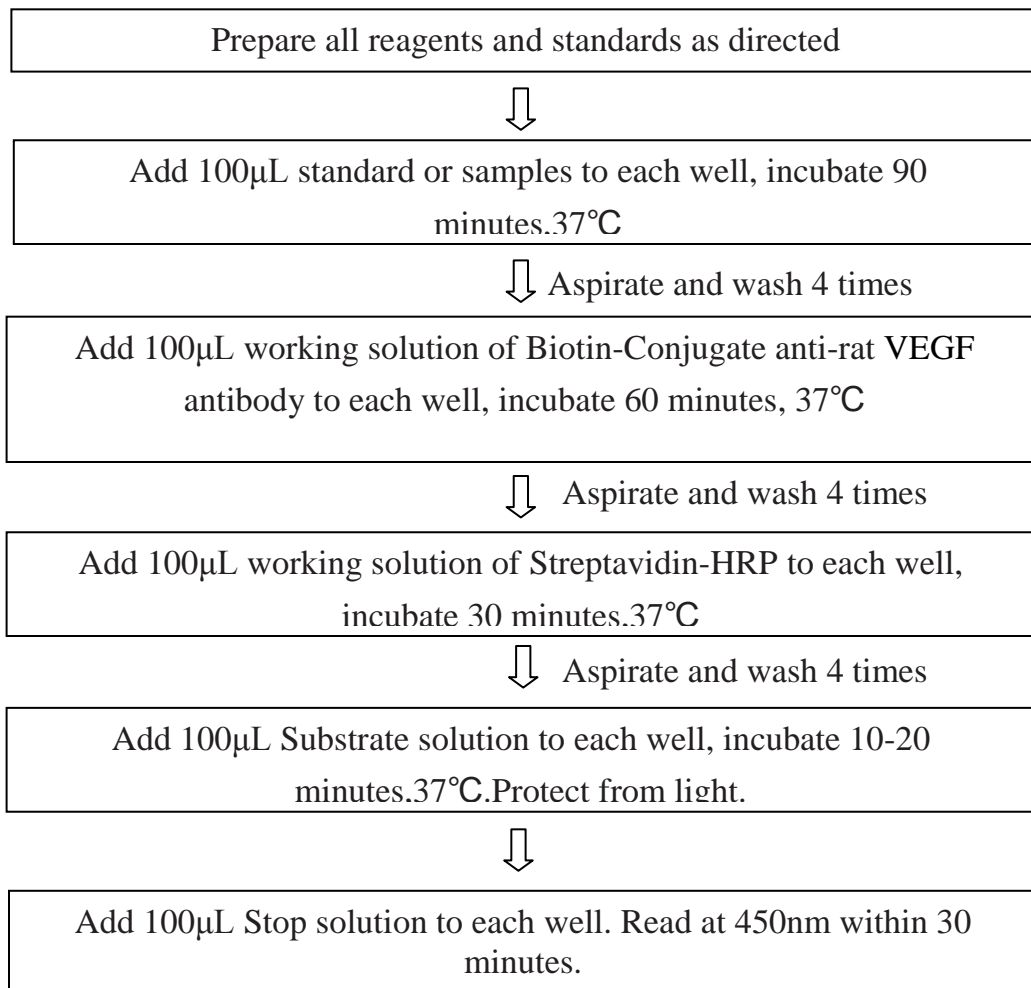 Prepare all reagents and standards as directed
Add 100μL standard or samples to each well, incubate 90
minutes,37℃
Aspirate and wash 4 times
Add 100μL working solution of Biotin-Conjugate anti-rat VEGF
antibody to each well, incubate 60 minutes, 37℃
Aspirate and wash 4 times
Add 100μL working solution of Streptavidin-HRP to each well,
incubate 30 minutes,37℃
Aspirate and wash 4 times
Add 100μL Substrate solution to each well, incubate 10-20
minutes,37℃.Protect from light.
Add 100μL Stop solution to each well. Read at 450nm within 30
minutes.